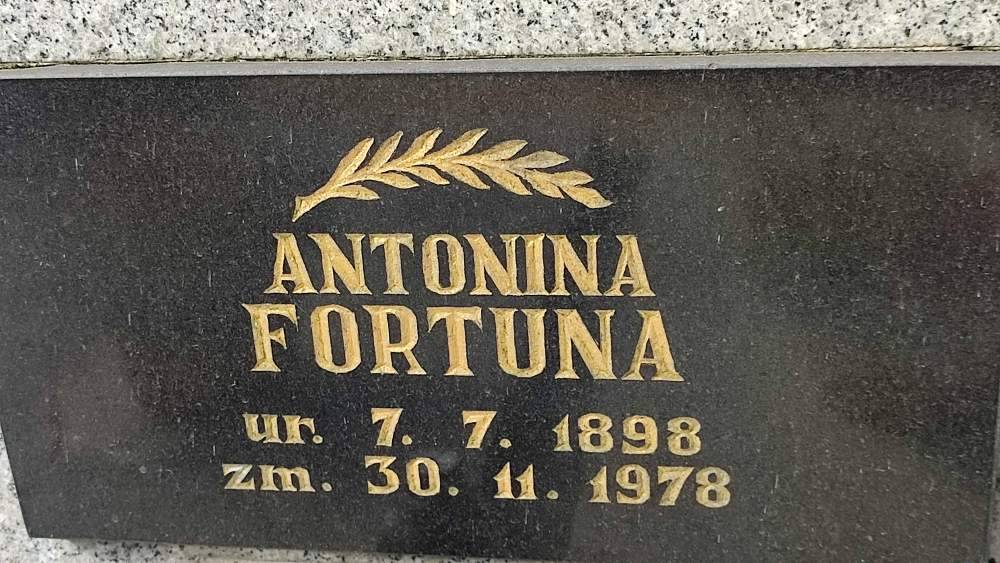 ANTONINA
FORTUNA
ur. 7. 7. 1898
zm. 30. 11. 1978